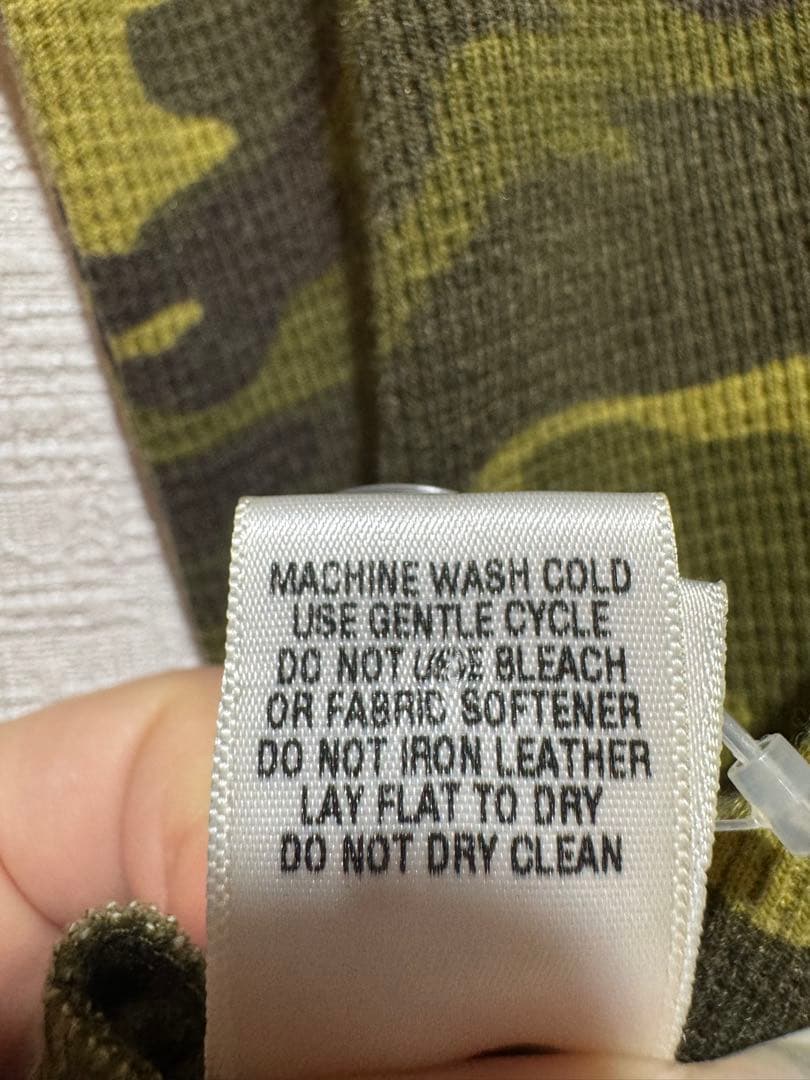 MACHINE WASH COLD
USE GENTLE CYCLE
DO NOT BLEACH
OR FABRIC SOFTENER
DO NOT IRON LEATHER
LAY FLAT TO DRY
DO NOT DRY CLEAN